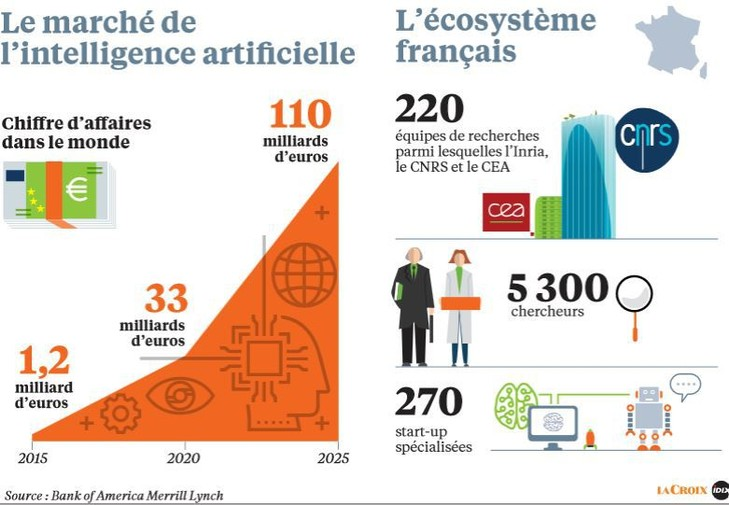 Le marché de
l’intelligence artificielle
Chiffre d’affaires
dans le monde
€
110
milliards
d’euros
33
milliards
d’euros
1,2
milliard
d’euros
2015
2020
2025
Source : Bank of America Merrill Lynch
L’écosystème
français
220
équipes de recherches
parmi lesquelles l’Inria,
le CNRS et le CEA
cnrs
cea
5 300
chercheurs
270
start-up
spécialisées
LA CROIX
IDIX